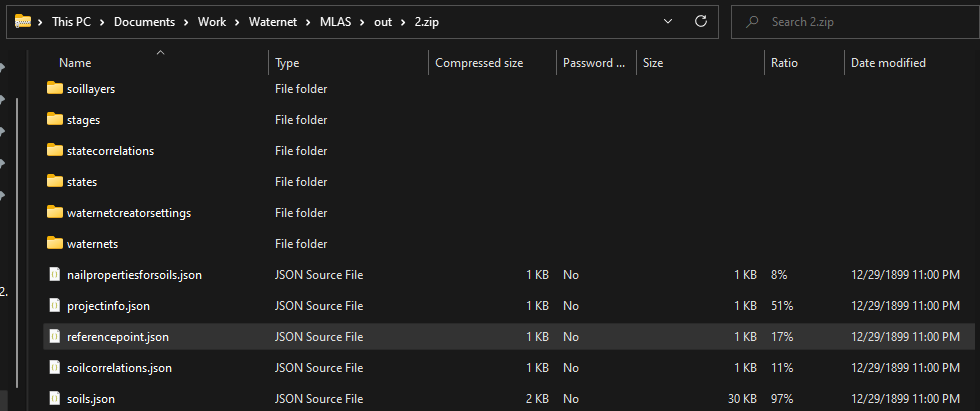 This PC > Documents > Work > Waternet > MLAS > out > 2.zip Search 2.zip
Name Type Compressed size Password ... Size Ratio Date modified
soillayers File folder
stages File folder
statecorrelations File folder
states File folder
waternetcreatorsettings File folder
waternets File folder
nailpropertiesforsoils.json JSON Source File 1 KB No 1 KB 8% 12/29/1899 11:00 PM
2.
projectinfo.json JSON Source File 1 KB No 1 KB 51% 12/29/1899 11:00 PM
referencepoint.json JSON Source File 1 KB No 1 KB 17% 12/29/1899 11:00 PM
soilcorrelations.json JSON Source File 1 KB No 1 KB 11% 12/29/1899 11:00 PM
soils.json JSON Source File 2 KB No 30 KB 97% 12/29/1899 11:00 PM